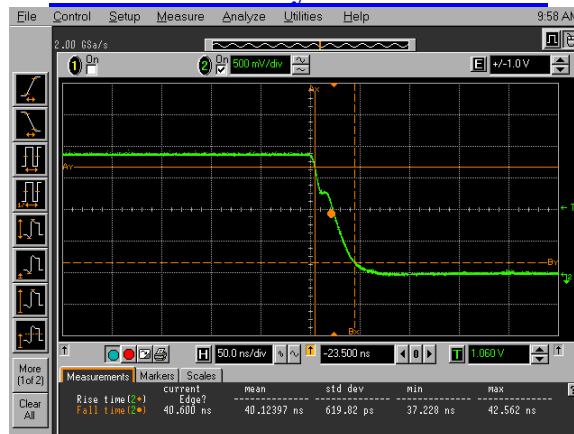 File Control Setup Measure Analyze Utilities Help 9:58 AM
2.00 GSa/s
1 On 2 On 500 mV/div E +/-1.0 V
Ax
Ay
By
Bx
H 50.0 ns/div -23.500 ns 0 T 1.060 V
More
(1of 2)
Clear
All
Measurements Markers Scales ?
current mean std dev min max
Rise time(2) Edge?
Fall time(2) 40.600 ns 40.12397 ns 619.82 ps 37.228 ns 42.562 ns